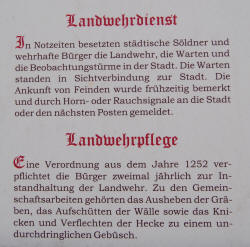 Landwehrdienst
In Notzeiten besetzten städtische Söldner und
wehrhafte Bürger die Landwehr, die Warten und
die Beobachtungstürme in der Stadt. Die Warten
standen in Sichtverbindung zur Stadt. Die
Ankunft von Feinden wurde frühzeitig bemerkt
und durch Horn- oder Rauchsignale an die Stadt
oder den nächsten Posten gemeldet.
Landwehrpflege
Eine Verordnung aus dem Jahre 1252 ver-
pflichtet die Bürger zweimal jährlich zur In-
standhaltung der Landwehr. Zu den Gemein-
schaftsarbeiten gehörten das Ausheben der Grä-
ben, das Aufschütten der Wälle sowie das Kni-
cken und Verflechten der Hecke zu einem un-
durchdringlichen Gebüsch.